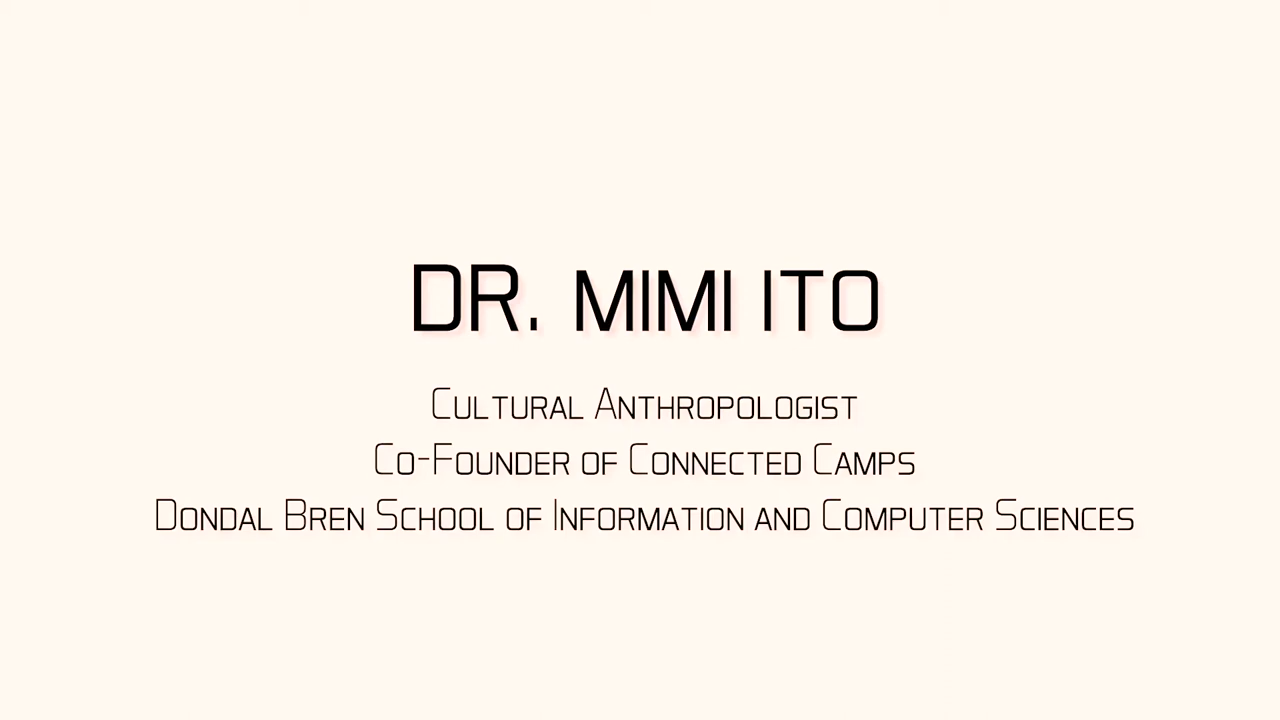 DR. MIMI ITO
Cultural Anthropologist
Co-Founder of Connected Camps
Dondal Bren School of Information and Computer Sciences